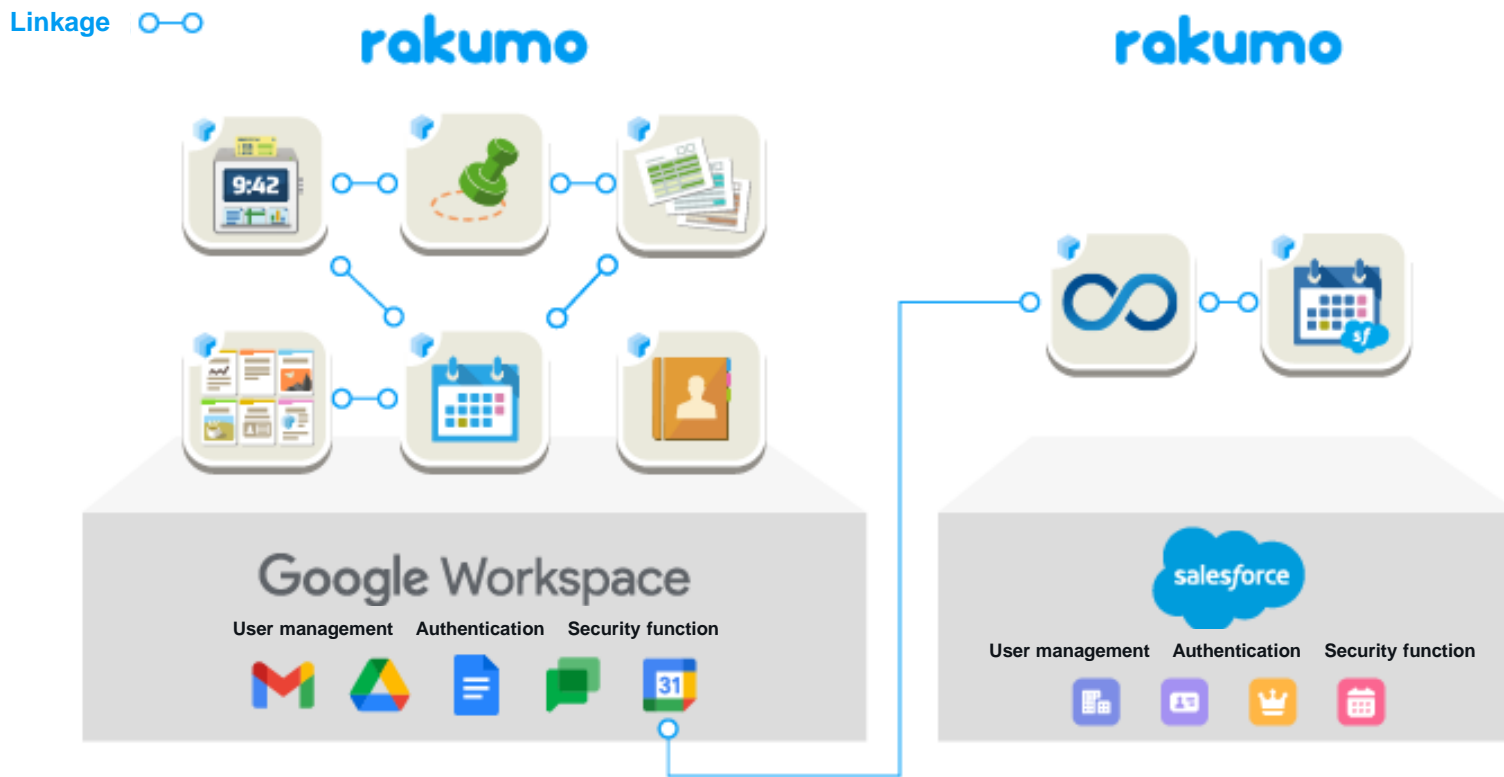 Linkage
rakumo
rakumo
9:42
sf
Google Workspace
User management Authentication Security function
31
salesforce
User management Authentication Security function